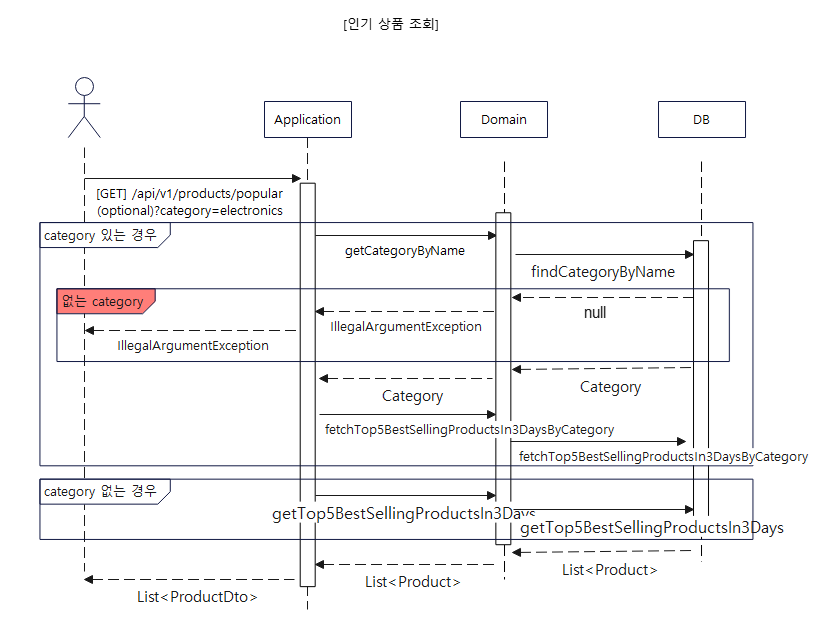 [인기 상품 조회]
Application
Domain
DB
[GET] /api/v1/products/popular
(optional)?category=electronics
category 있는 경우
getCategoryByName
findCategoryByName
없는 category
null
IllegalArgumentException
IllegalArgumentException
Category
Category
fetchTop5BestSellingProductsIn3DaysByCategory
fetchTop5BestSellingProductsIn3DaysByCategory
category 없는 경우
getTop5BestSellingProductsIn3Days
getTop5BestSellingProductsIn3Days
List<Product>
List<Product>
List<ProductDto>